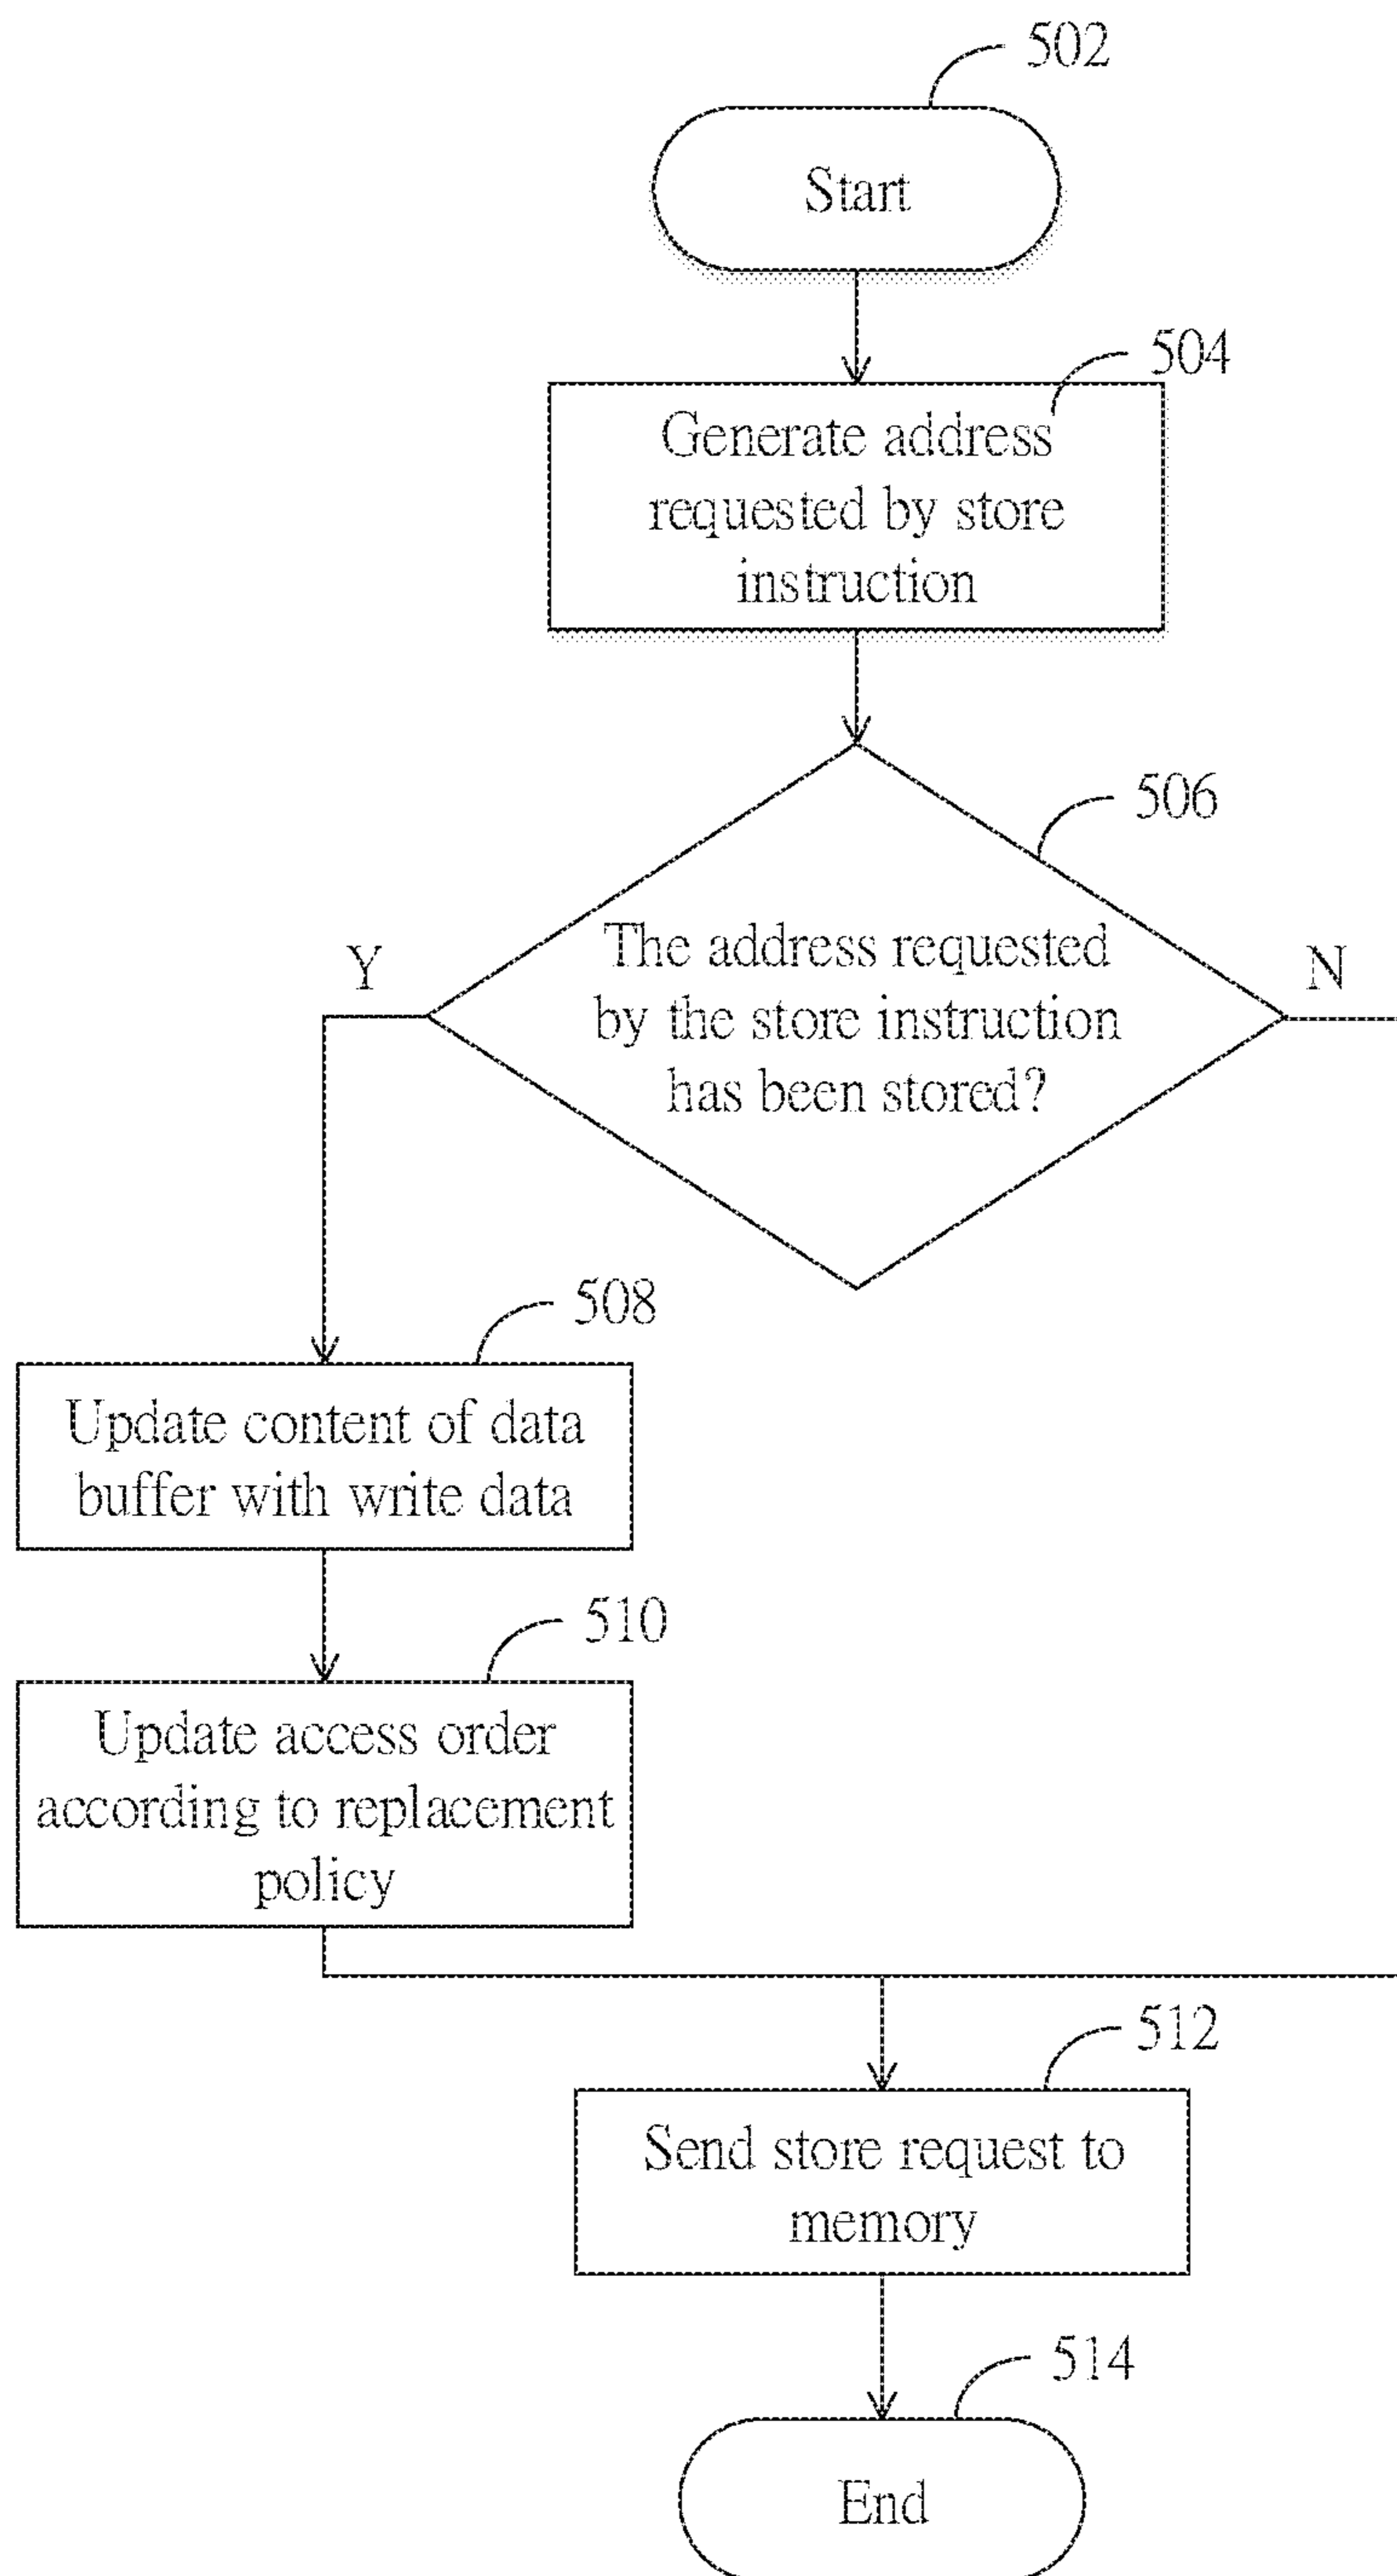 502
Start
504
Generate address
requested by store
instruction
506
The address requested
by the store instruction
has been stored?
Y
N
508
Update content of data
buffer with write data
510
Update access order
according to replacement
policy
512
Send store request to
memory
514
End